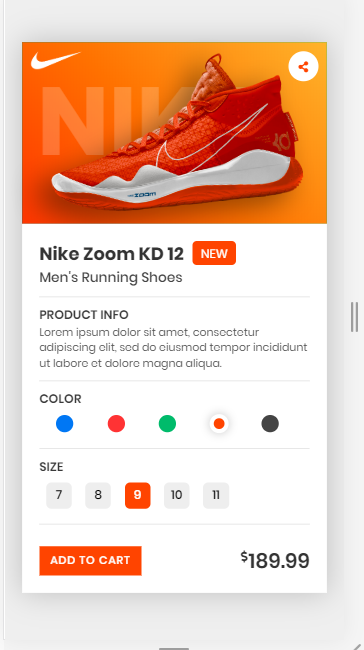 NIK
zoom
Nike Zoom KD 12 NEW
Men's Running Shoes
PRODUCT INFO
Lorem ipsum dolor sit amet, consectetur
adipiscing elit, sed do eiusmod tempor incididunt
ut labore et dolore magna aliqua.
COLOR
SIZE
7 8 9 10 11
ADD TO CART $189.99